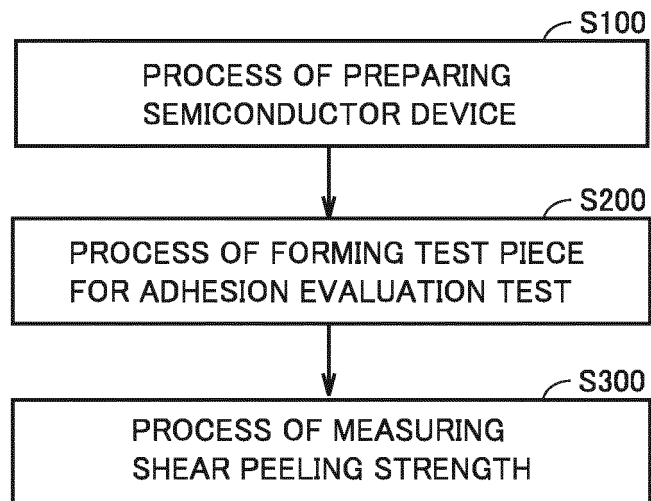 S100
PROCESS OF PREPARING
SEMICONDUCTOR DEVICE
S200
PROCESS OF FORMING TEST PIECE
FOR ADHESION EVALUATION TEST
S300
PROCESS OF MEASURING
SHEAR PEELING STRENGTH